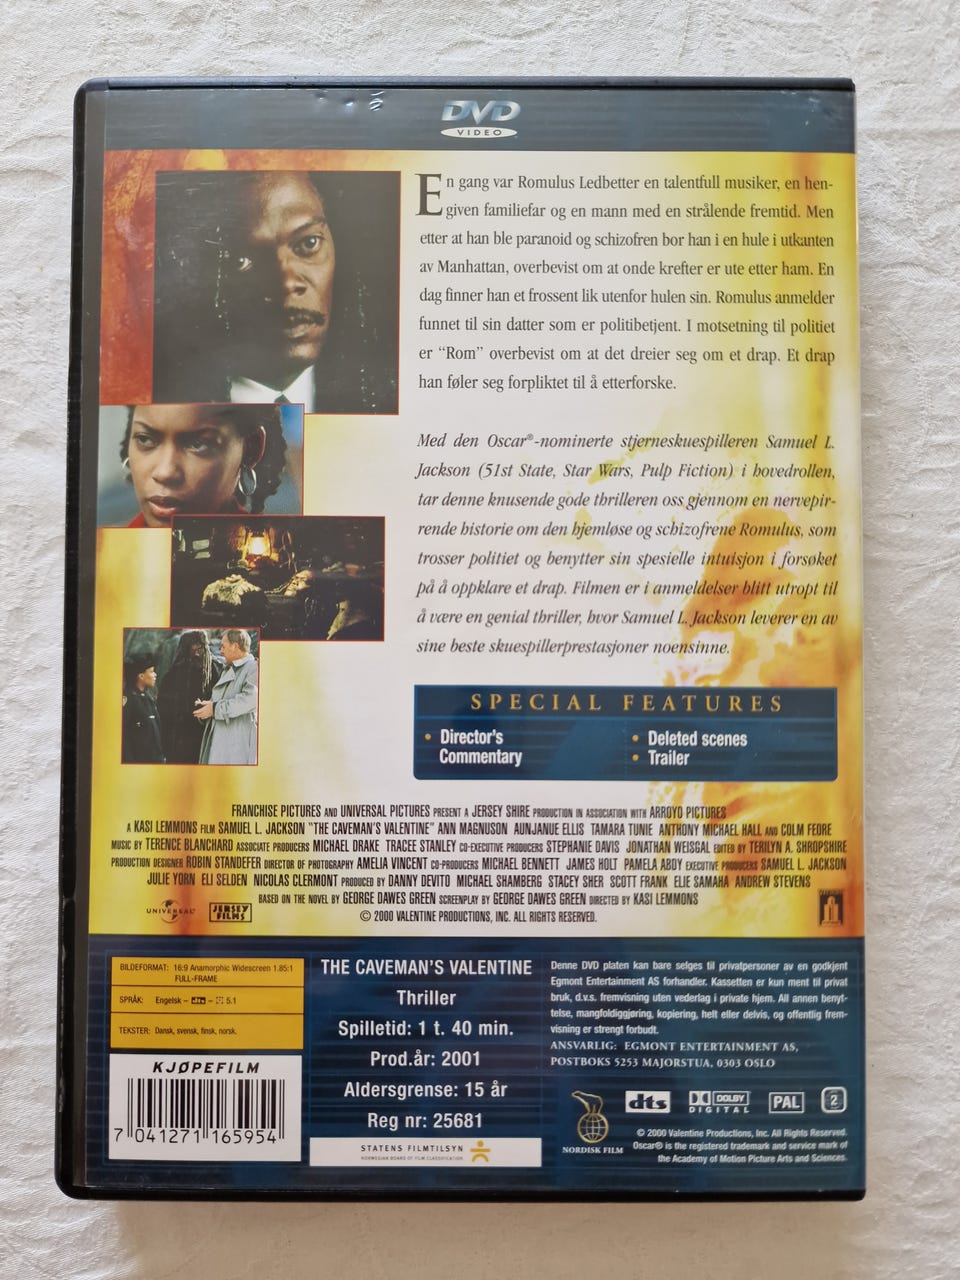 DVD
VIDEO
En gang var Romulus Ledbetter en talentfull musiker, en hen-
given familiefar og en mann med en strålende fremtid. Men
etter at han ble paranoid og schizofren bor han i en hule i utkanten
av Manhattan, overbevist om at onde krefter er ute etter ham. En
dag finner han et frossent lik utenfor hulen sin. Romulus anmelder
funnet til sin datter som er politibetjent. I motsetning til politiet
er “Rom” overbevist om at det dreier seg om et drap. Et drap
han føler seg forpliktet til å etterforske.
Med den Oscar®-nominerte stjerneskuespilleren Samuel L.
Jackson (51st State, Star Wars, Pulp Fiction) i hovedrollen,
tar denne knusende gode thrilleren oss gjennom en nervepir-
rende historie om den hjemløse og schizofrene Romulus, som
trosser politiet og benytter sin spesielle intuisjon i forsøket
på å oppklare et drap. Filmen er i anmeldelser blitt utropt til
å være en genial thriller, hvor Samuel L. Jackson leverer en av
sine beste skuespillerprestasjoner noensinne.
SPECIAL FEATURES
• Director's
Commentary
• Deleted scenes
• Trailer
FRANCHISE PICTURES AND UNIVERSAL PICTURES PRESENT A JERSEY SHIRE PRODUCTION IN ASSOCIATION WITH ARROYO PICTURES
A KASI LEMMONS FILM SAMUEL L. JACKSON "THE CAVEMAN'S VALENTINE" ANN MAGNUSON AUNJANUE ELLIS TAMARA TUNIE ANTHONY MICHAEL HALL AND COLM FEORE
MUSIC BY TERENCE BLANCHARD ASSOCIATE PRODUCERS MICHAEL DRAKE TRACEE STANLEY CO-EXECUTIVE PRODUCERS STEPHANIE DAVIS JONATHAN WEISGAL EDITED BY TERILYN A. SHROPSHIRE
PRODUCTION DESIGNER ROBIN STANDEFER DIRECTOR OF PHOTOGRAPHY AMELIA VINCENT CO-PRODUCERS MICHAEL BENNETT JAMES HOLT PAMELA ABDY EXECUTIVE PRODUCERS SAMUEL L. JACKSON
JULIE YORN ELI SELDEN NICOLAS CLERMONT PRODUCED BY DANNY DEVITO MICHAEL SHAMBERG STACEY SHER SCOTT FRANK ELIE SAMAHA ANDREW STEVENS
BASED ON THE NOVEL BY GEORGE DAWES GREEN SCREENPLAY BY GEORGE DAWES GREEN DIRECTED BY KASI LEMMONS
© 2000 VALENTINE PRODUCTIONS, INC. ALL RIGHTS RESERVED.
UNIVERSAL
JERSEY
FILMS
BILDEFORMAT: 16:9 Anamorphic Widescreen 1.85:1
FULL-FRAME
SPRÅK: Engelsk – dts – 5.1
TEKSTER: Dansk, svensk, finsk, norsk.
KJØPEFILM
7 041271 165954
THE CAVEMAN'S VALENTINE
Thriller
Spilletid: 1 t. 40 min.
Prod.år: 2001
Aldersgrense: 15 år
Reg nr: 25681
STATENS FILMTILSYN
NORWEGIAN BOARD OF FILM CLASSIFICATION
Denne DVD platen kan bare selges til privatpersoner av en godkjent
Egmont Entertainment AS forhandler. Kassetten er kun ment til privat
bruk, d.v.s. fremvisning uten vederlag i private hjem. All annen benyt-
telse, mangfoldiggjøring, kopiering, helt eller delvis, og offentlig frem-
visning er strengt forbudt.
ANSVARLIG: EGMONT ENTERTAINMENT AS,
POSTBOKS 5253 MAJORSTUA, 0303 OSLO
NORDISK FILM
dts
DOLBY
DIGITAL
PAL
2
© 2000 Valentine Productions, Inc. All Rights Reserved.
Oscar® is the registered trademark and service mark of
the Academy of Motion Picture Arts and Sciences.